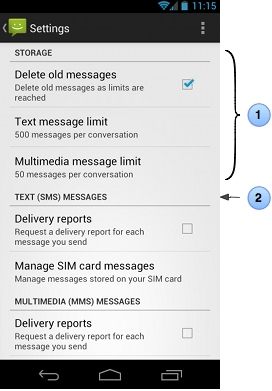 11:15
Settings
STORAGE
Delete old messages
Delete old messages as limits are
reached
Text message limit
500 messages per conversation
Multimedia message limit
50 messages per conversation
1
TEXT (SMS) MESSAGES
2
Delivery reports
Request a delivery report for each
message you send
Manage SIM card messages
Manage messages stored on your SIM card
MULTIMEDIA (MMS) MESSAGES
Delivery reports
Request a delivery report for each
message you send